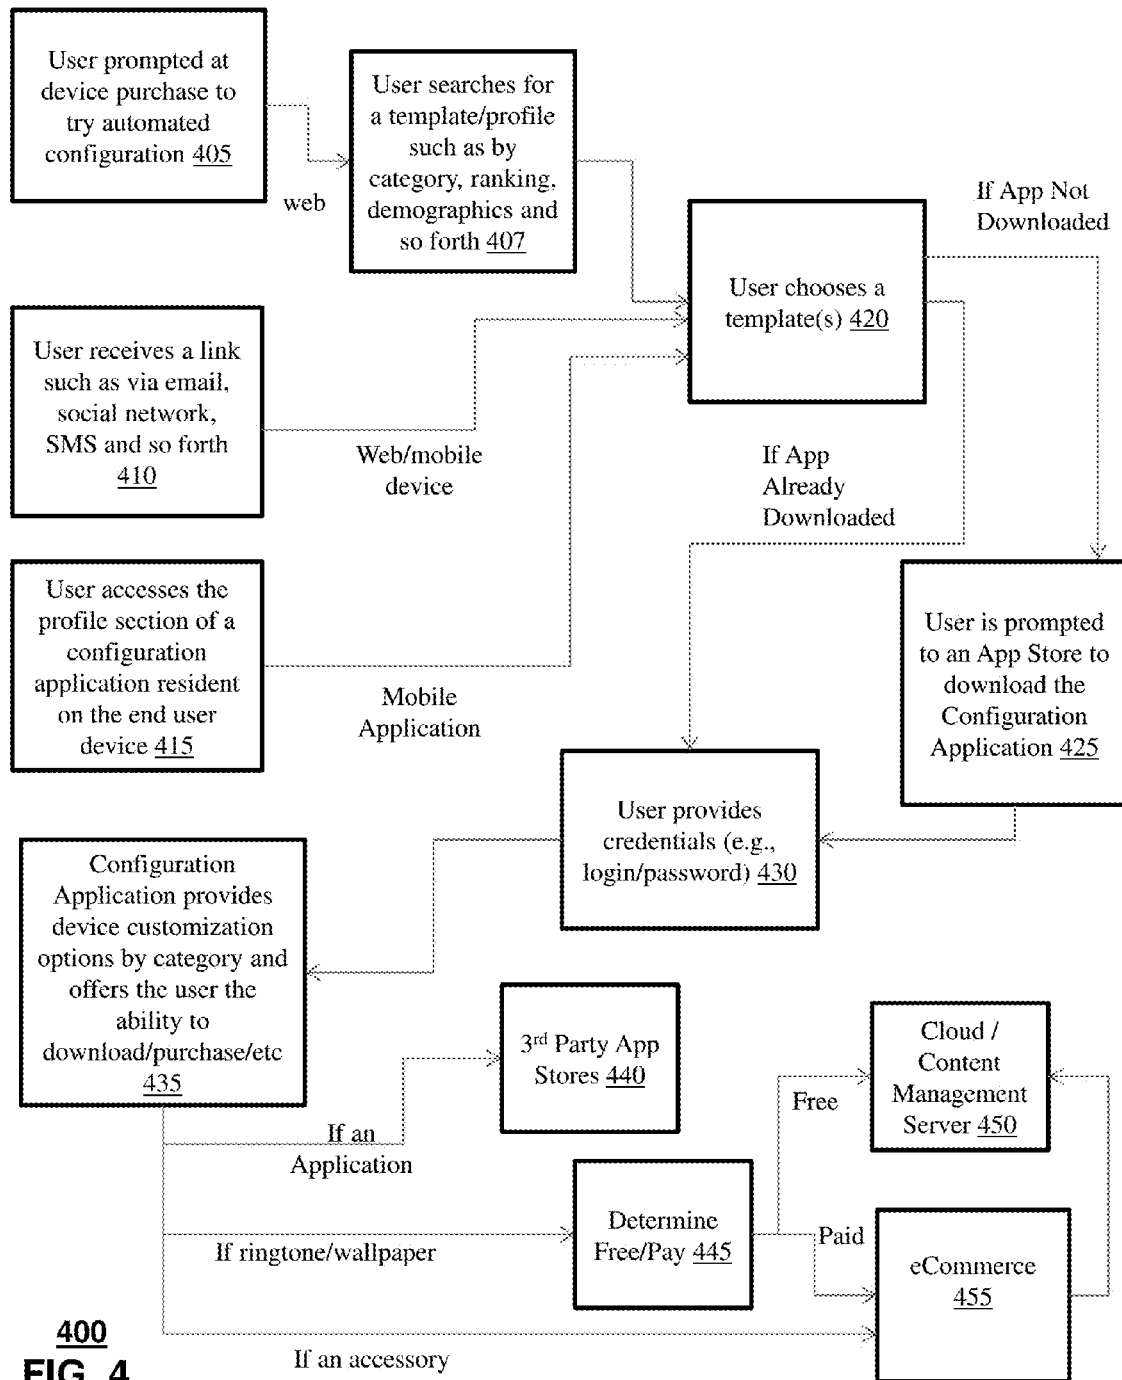 User prompted at
device purchase to
try automated
configuration 405
web
User searches for
a template/profile
such as by
category, ranking,
demographics and
so forth 407
If App Not
Downloaded
User chooses a
template(s) 420
User receives a link
such as via email,
social network,
SMS and so forth
410
Web/mobile
device
If App
Already
Downloaded
User accesses the
profile section of a
configuration
application resident
on the end user
device 415
Mobile
Application
User is prompted
to an App Store to
download the
Configuration
Application 425
User provides
credentials (e.g.,
login/password) 430
Configuration
Application provides
device customization
options by category and
offers the user the
ability to
download/purchase/etc
435
3rd Party App
Stores 440
Cloud /
Content
Management
Server 450
Free
If an
Application
Determine
Free/Pay 445
Paid
If ringtone/wallpaper
eCommerce
455
If an accessory
400
FIG. 4